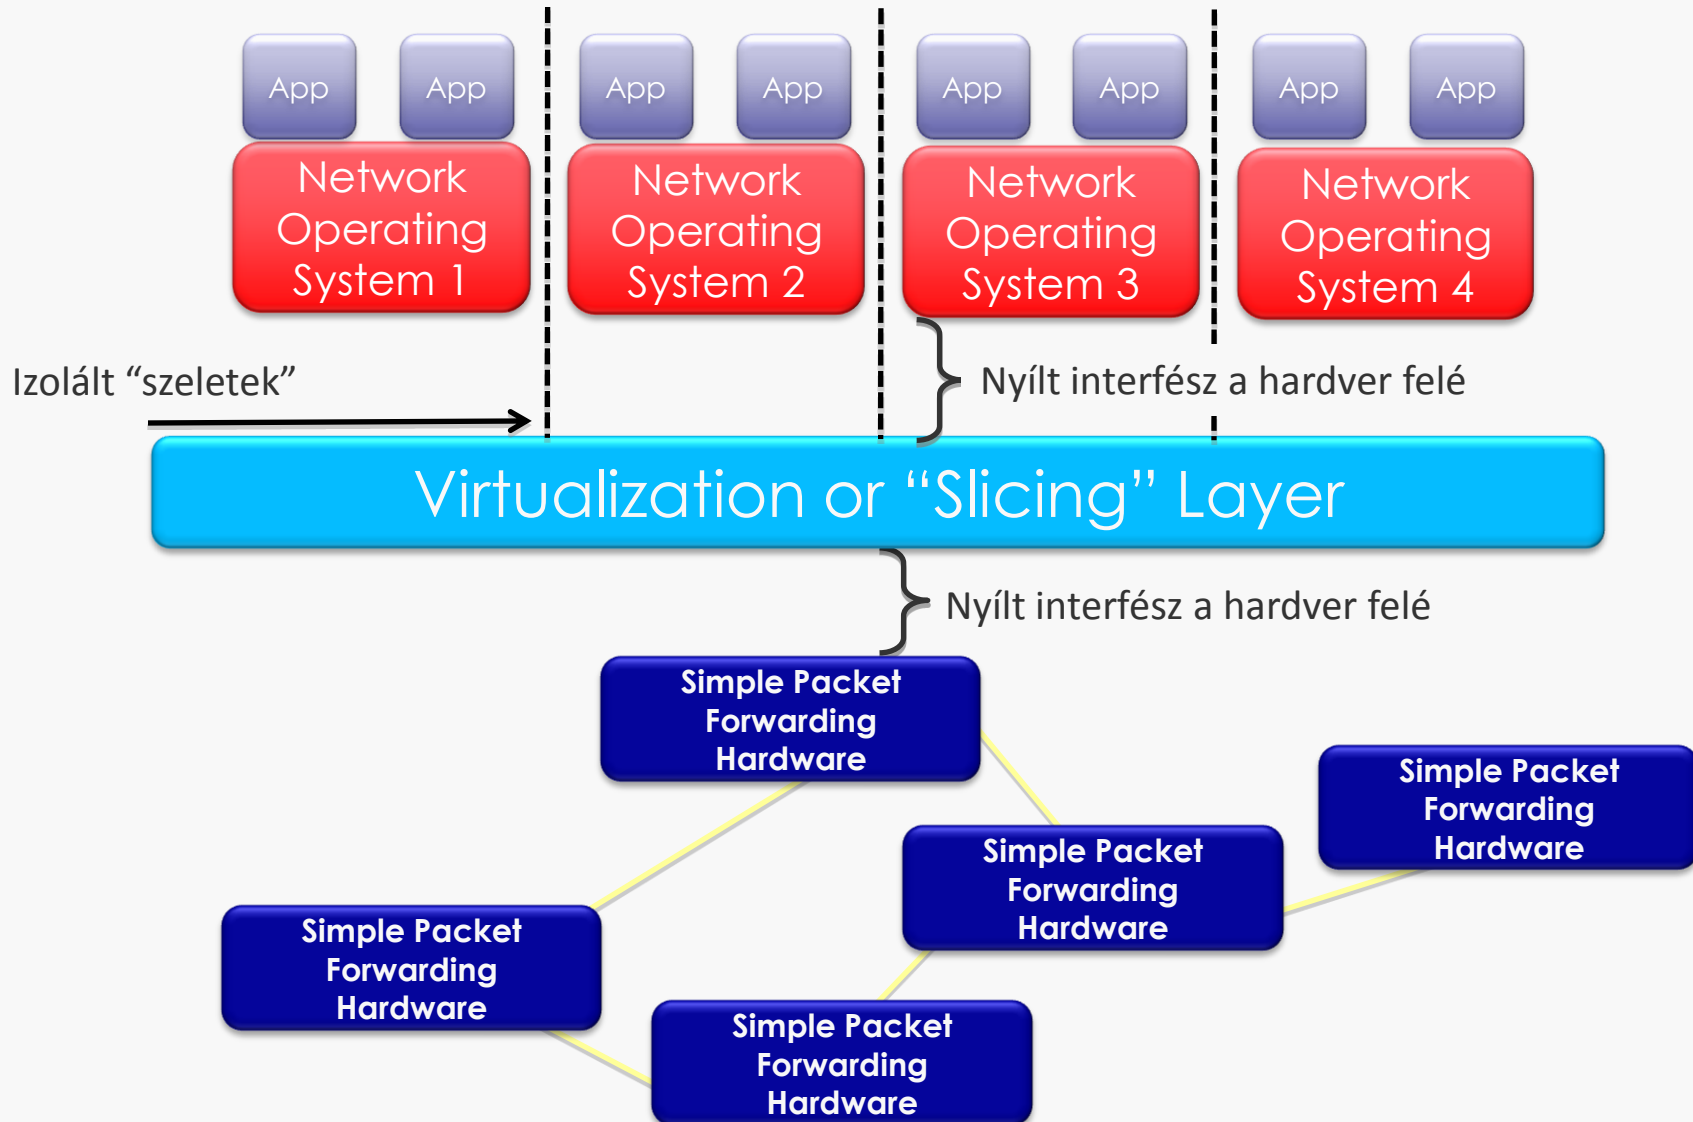 App
App
App
App
App
App
App
App
Network
Operating
System 1
Network
Operating
System 2
Network
Operating
System 3
Network
Operating
System 4
Izolált “szeletek”
Nyílt interfész a hardver felé
Virtualization or “Slicing” Layer
Nyílt interfész a hardver felé
Simple Packet
Forwarding
Hardware
Simple Packet
Forwarding
Hardware
Simple Packet
Forwarding
Hardware
Simple Packet
Forwarding
Hardware
Simple Packet
Forwarding
Hardware